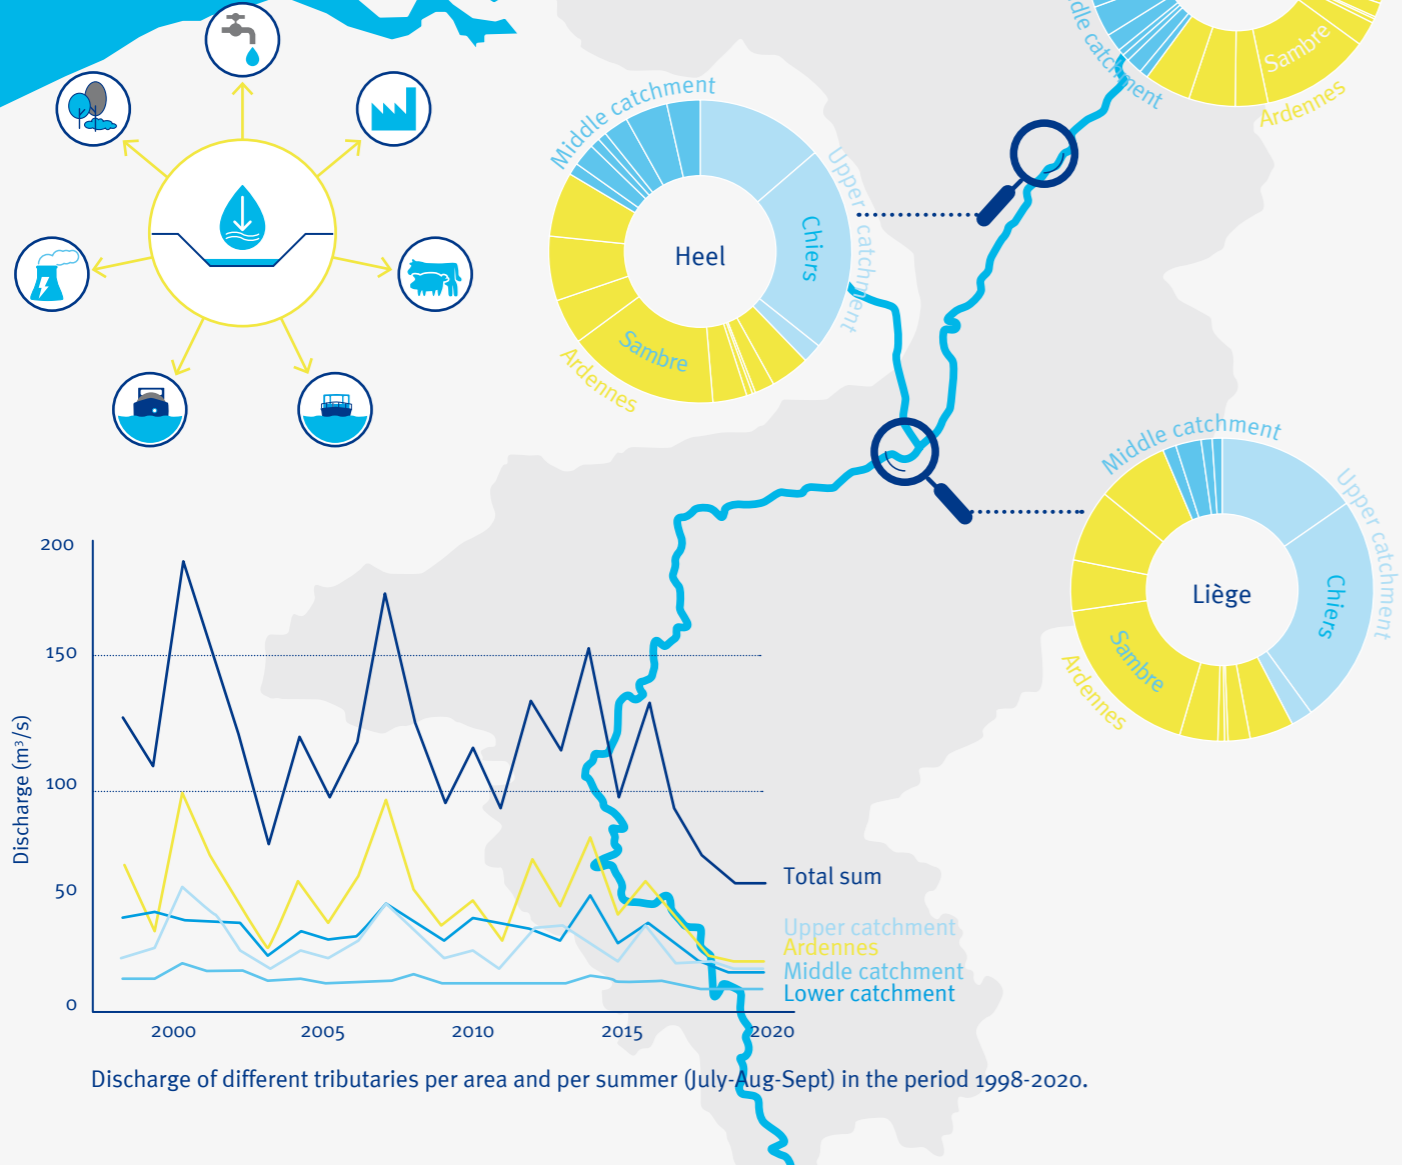 Middle catchment
Sambre
Ardennes
Middle catchment
Upper catchment
Chiers
Heel
Sambre
Ardennes
Middle catchment
Upper catchment
Chiers
Liège
Sambre
Ardennes
200
150
100
50
0
Discharge (m³/s)
Total sum
Upper catchment
Ardennes
Middle catchment
Lower catchment
2000 2005 2010 2015 2020
Discharge of different tributaries per area and per summer (July-Aug-Sept) in the period 1998-2020.